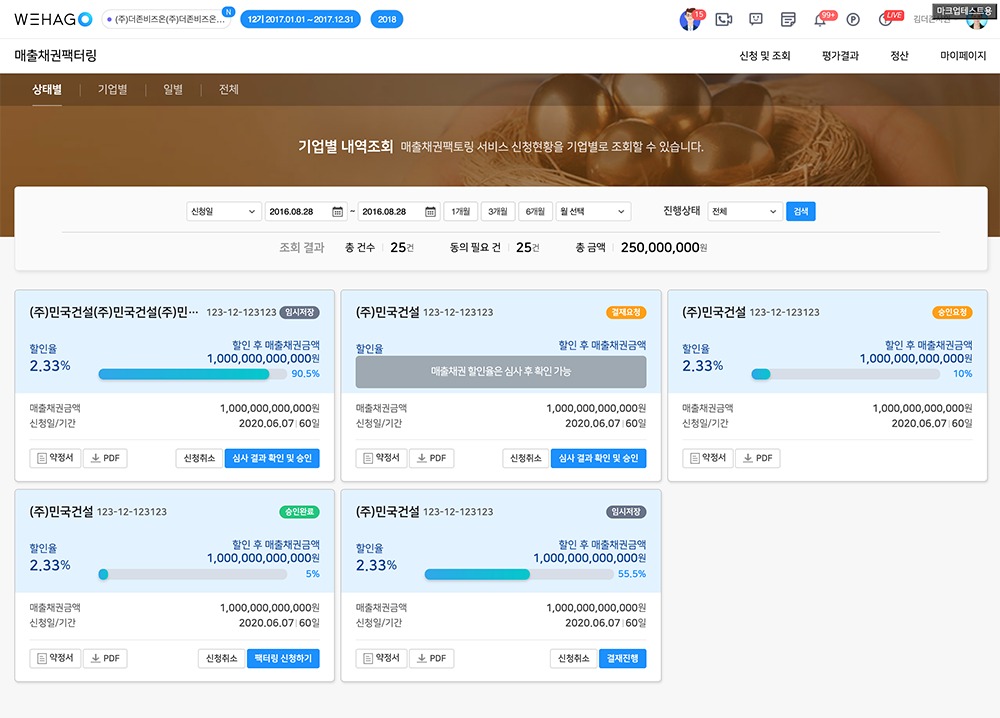 WEHAGO
(주)더존비즈온(주)더존비즈온...
N
12기 2017.01.01 ~ 2017.12.31
2018
15
99+
P
LIVE
마크업테스트용
매출채권팩터링
신청 및 조회
평가결과
정산
마이페이지
상태별
기업별
일별
전체
기업별 내역조회 매출채권팩토링 서비스 신청현황을 기업별로 조회할 수 있습니다.
신청일 2016.08.28 ~ 2016.08.28 1개월 3개월 6개월 월 선택 진행상태 전체 검색
조회 결과 총 건수 25건 동의 필요 건 25건 총 금액 250,000,000원
(주)민국건설(주)민국건설(주)민··· 123-12-123123 임시저장
할인율 할인 후 매출채권금액
2.33% 1,000,000,000,000원
90.5%
매출채권금액 1,000,000,000,000원
신청일/기간 2020.06.07 | 60일
약정서 PDF 신청취소 심사 결과 확인 및 승인
(주)민국건설 123-12-123123 결재요청
할인율 할인 후 매출채권금액
매출채권 할인율은 심사 후 확인 가능
매출채권금액 1,000,000,000,000원
신청일/기간 2020.06.07 | 60일
약정서 PDF 신청취소 심사 결과 확인 및 승인
(주)민국건설 123-12-123123 승인요청
할인율 할인 후 매출채권금액
2.33% 1,000,000,000,000원
10%
매출채권금액 1,000,000,000,000원
신청일/기간 2020.06.07 | 60일
약정서 PDF
(주)민국건설 123-12-123123 승인완료
할인율 할인 후 매출채권금액
2.33% 1,000,000,000,000원
5%
매출채권금액 1,000,000,000,000원
신청일/기간 2020.06.07 | 60일
약정서 PDF 신청취소 팩터링 신청하기
(주)민국건설 123-12-123123 임시저장
할인율 할인 후 매출채권금액
2.33% 1,000,000,000,000원
55.5%
매출채권금액 1,000,000,000,000원
신청일/기간 2020.06.07 | 60일
약정서 PDF 신청취소 결재진행